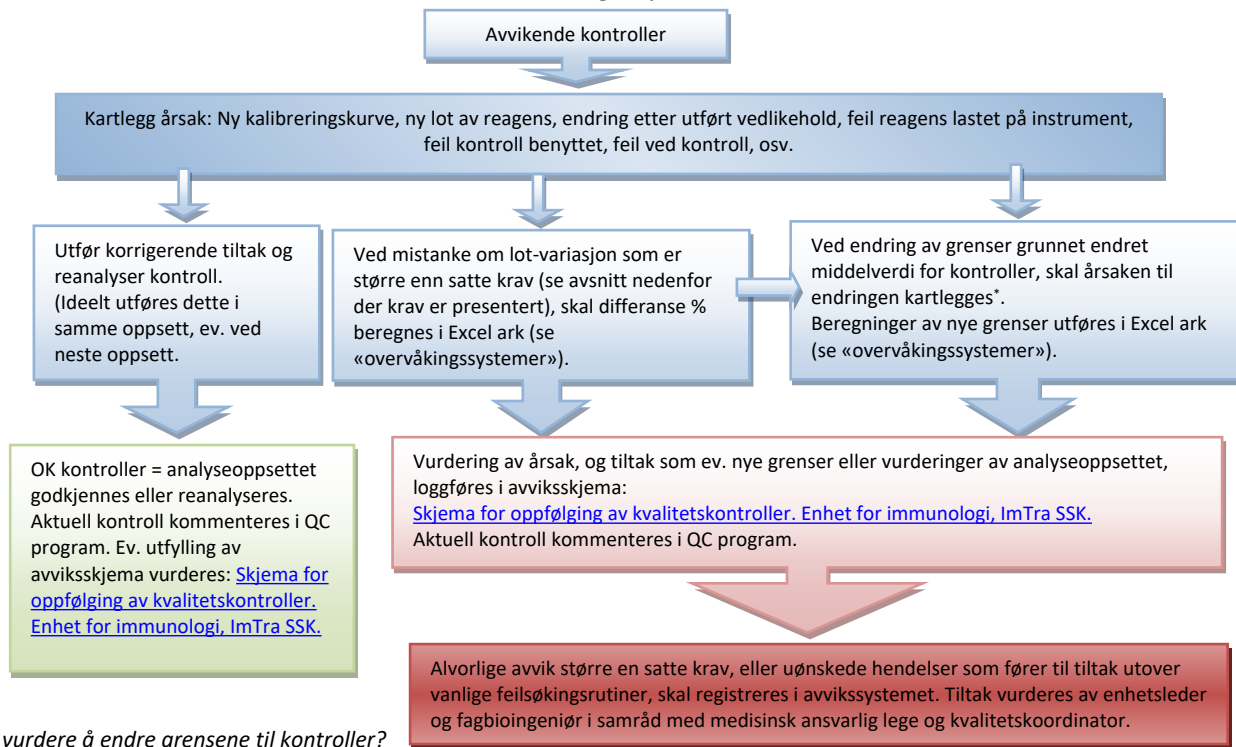 Avvikende kontroller
Kartlegg årsak: Ny kalibreringskurve, ny lot av reagens, endring etter utført vedlikehold, feil reagens lastet på instrument,
feil kontroll benyttet, feil ved kontroll, osv.
Utfør korrigerende tiltak og
reanalyser kontroll.
(Ideelt utføres dette i
samme oppsett, ev. ved
neste oppsett.
Ved mistanke om lot-variasjon som er
større enn satte krav (se avsnitt nedenfor
der krav er presentert), skal differanse %
beregnes i Excel ark (se
«overvåkingssystemer»).
Ved endring av grenser grunnet endret
middelverdi for kontroller, skal årsaken til
endringen kartlegges*.
Beregninger av nye grenser utføres i Excel ark
(se «overvåkingssystemer»).
OK kontroller = analyseoppsettet
godkjennes eller reanalyseres.
Aktuell kontroll kommenteres i QC
program. Ev. utfylling av
avviksskjema vurderes: Skjema for
oppfølging av kvalitetskontroller.
Enhet for immunologi, ImTra SSK.
Vurdering av årsak, og tiltak som ev. nye grenser eller vurderinger av analyseoppsettet,
loggføres i avviksskjema:
Skjema for oppfølging av kvalitetskontroller. Enhet for immunologi, ImTra SSK.
Aktuell kontroll kommenteres i QC program.
Alvorlige avvik større en satte krav, eller uønskede hendelser som fører til tiltak utover
vanlige feilsøkingsrutiner, skal registreres i avvikssystemet. Tiltak vurderes av enhetsleder
og fagbioingeniør i samråd med medisinsk ansvarlig lege og kvalitetskoordinator.
vurdere å endre grensene til kontroller?